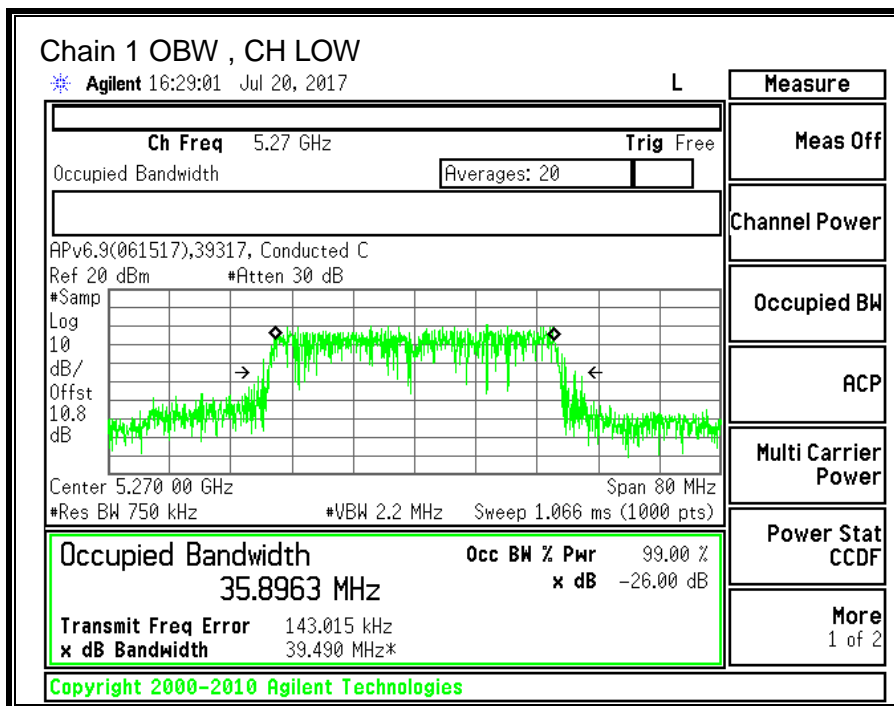 Chain 1 OBW , CH LOW
Agilent 16:29:01 Jul 20, 2017 L
Measure
Ch Freq 5.27 GHz Trig Free
Occupied Bandwidth Averages: 20
APv6.9(061517),39317, Conducted C
Ref 20 dBm #Atten 30 dB
#Samp
Log
10
dB/
Offst
10.8
dB
Center 5.270 00 GHz Span 80 MHz
#Res BW 750 kHz #VBW 2.2 MHz Sweep 1.066 ms (1000 pts)
Occupied Bandwidth Occ BW % Pwr 99.00 %
35.8963 MHz x dB -26.00 dB
Transmit Freq Error 143.015 kHz
x dB Bandwidth 39.490 MHz*
Copyright 2000-2010 Agilent Technologies
Meas Off
Channel Power
Occupied BW
ACP
Multi Carrier
Power
Power Stat
CCDF
More
1 of 2